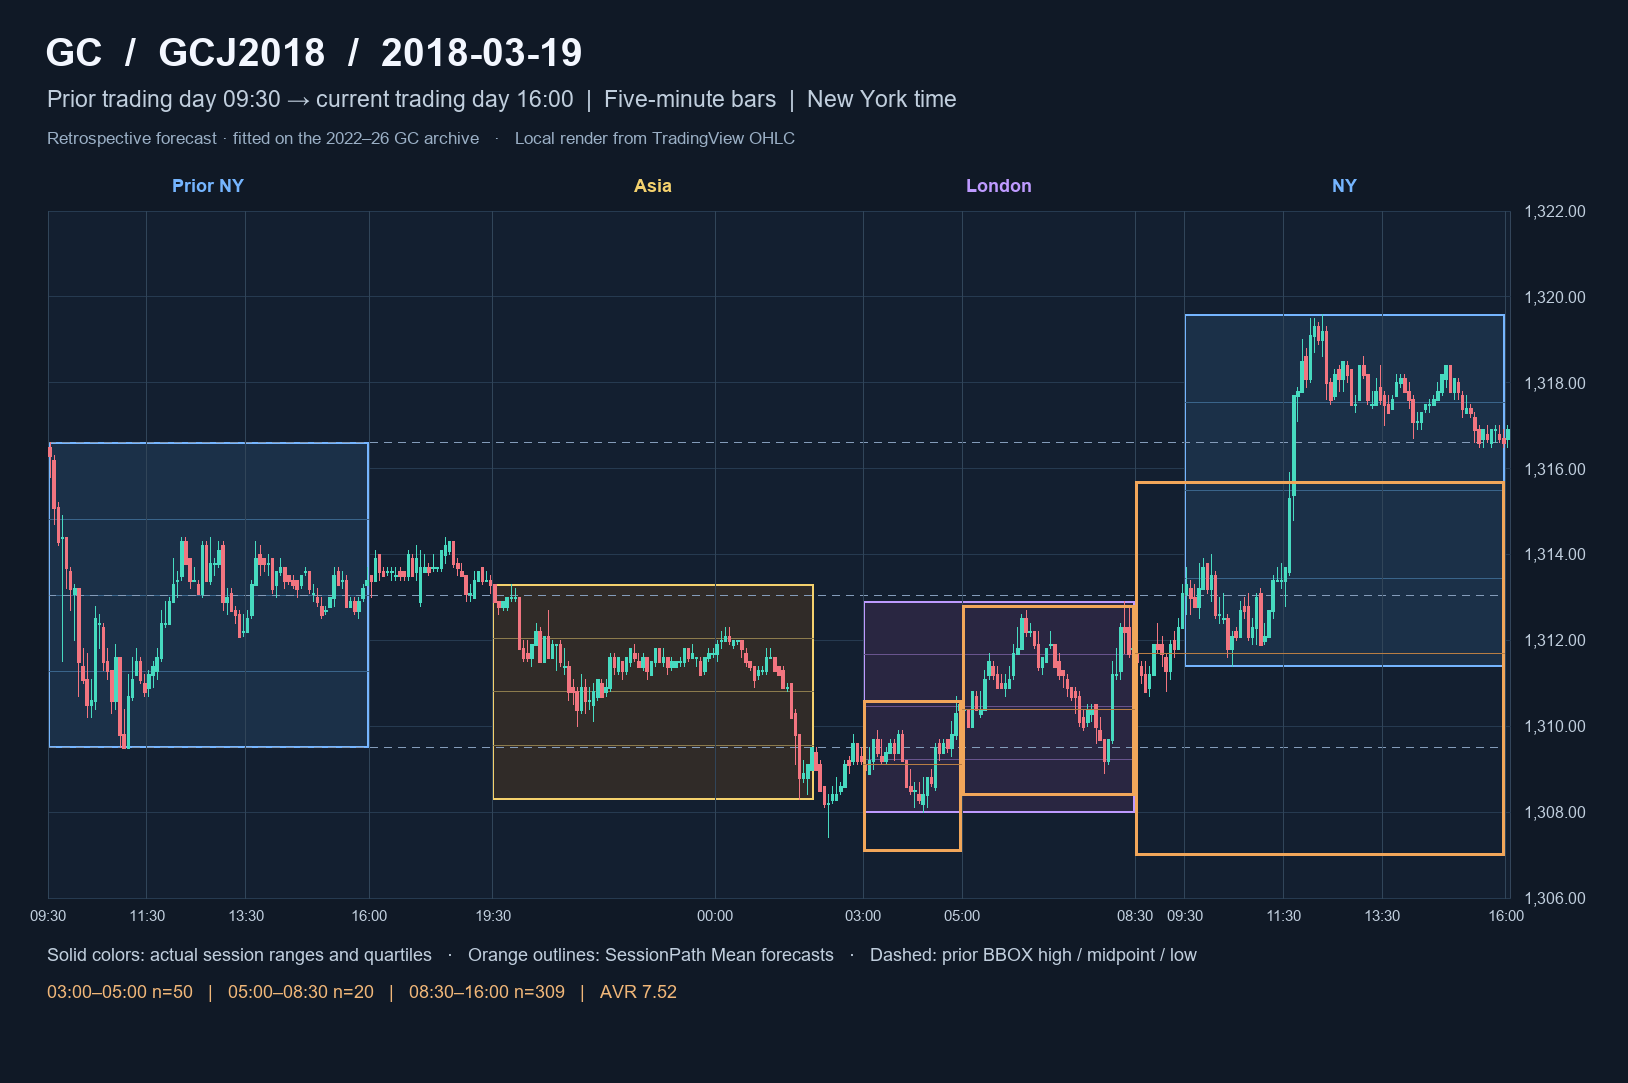 GC / GCJ2018 / 2018-03-19
Prior trading day 09:30 → current trading day 16:00 | Five-minute bars | New York time
Retrospective forecast · fitted on the 2022–26 GC archive · Local render from TradingView OHLC
Prior NY Asia London NY
1,322.00
1,320.00
1,318.00
1,316.00
1,314.00
1,312.00
1,310.00
1,308.00
1,306.00
09:30 11:30 13:30 16:00 19:30 00:00 03:00 05:00 08:30 09:30 11:30 13:30 16:00
Solid colors: actual session ranges and quartiles · Orange outlines: SessionPath Mean forecasts · Dashed: prior BBOX high / midpoint / low
03:00–05:00 n=50 | 05:00–08:30 n=20 | 08:30–16:00 n=309 | AVR 7.52